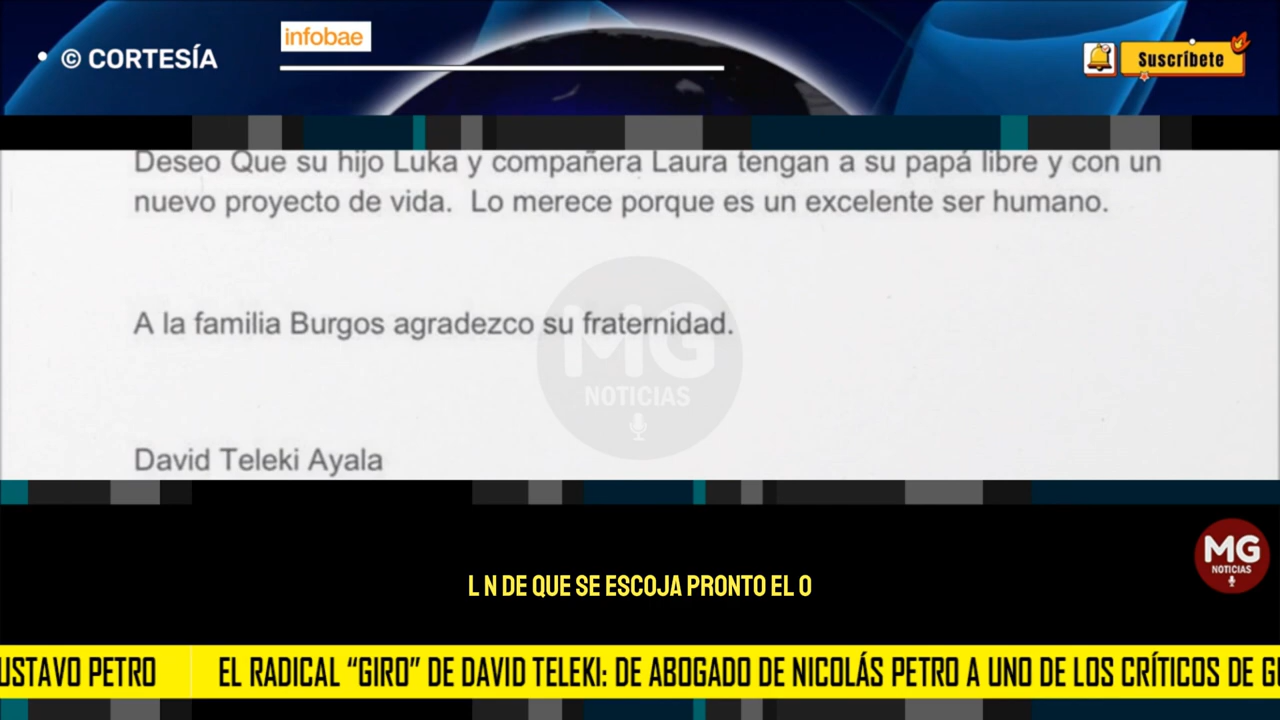 © CORTESÍA
infobae
Suscríbete
Deseo Que su hijo Luka y compañera Laura tengan a su papá libre y con un
nuevo proyecto de vida. Lo merece porque es un excelente ser humano.
A la familia Burgos agradezco su fraternidad.
MG
NOTICIAS
David Teleki Ayala
MG
NOTICIAS
L N DE QUE SE ESCOJA PRONTO EL O
USTAVO PETRO EL RADICAL “GIRO” DE DAVID TELEKI: DE ABOGADO DE NICOLÁS PETRO A UNO DE LOS CRÍTICOS DE GU